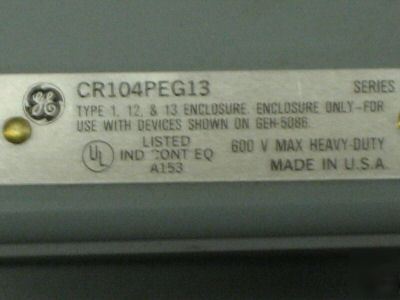 CR104PEG13 SERIES
TYPE 1, 12, & 13 ENCLOSURE. ENCLOSURE ONLY-FOR
USE WITH DEVICES SHOWN ON GEH-5086.
GE
UL LISTED
IND CONT EQ
A153
600 V MAX HEAVY-DUTY
MADE IN U.S.A.